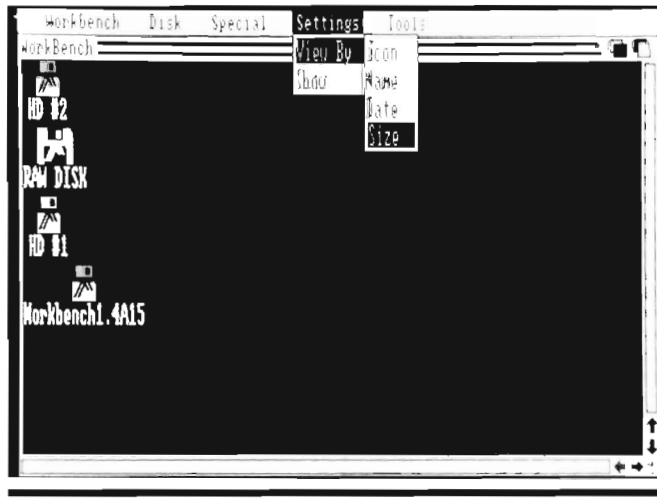 Workbench Disk Special Settings Tools
WorkBench
View By
Show
Icon
Name
Date
Size
HD #2
RAM DISK
HD #1
Workbench1.4A15